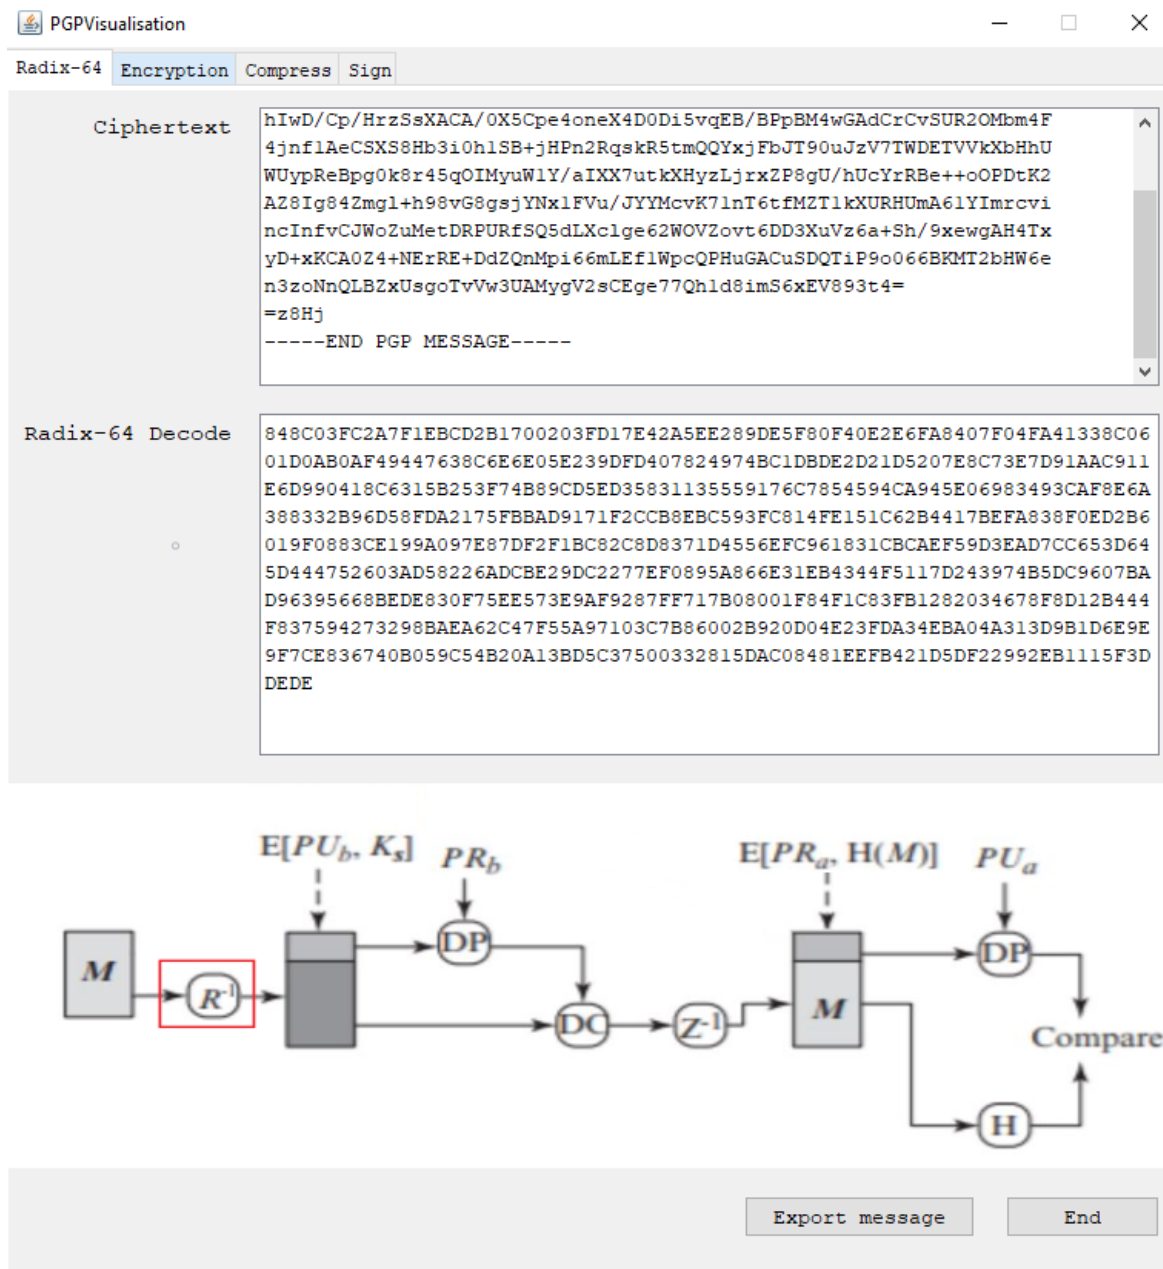 PGPVisualisation
Radix-64 Encryption Compress Sign
Ciphertext
hIwD/Cp/HrzSsXACA/0X5Cpe4oneX4D0Di5vqEB/BPpBM4wGAdCrCvSUR2OMbm4F
4jnf1AeCSXS8Hb3i0h1SB+jHPn2RqskR5tmQQYxjFbJT90uJzV7TWDETVVkXbHhU
WUypReBpg0k8r45qOIMyuW1Y/aIXX7utkXHyzLjrxZP8gU/hUcYrRBe++oOPDtK2
AZ8Ig84Zmgl+h98vG8gsjYNx1FVu/JYYMcvK71nT6tfMZT1kXURHUmA61YImrcvi
ncInfvCJWoZuMetDRPURfSQ5dLXclge62WOVZovt6DD3XuVz6a+Sh/9xewgAH4Tx
yD+xKCA0Z4+NErRE+DdZQnMpi66mLEf1WpcQPHuGACuSDQTiP9o066BKMT2bHW6e
n3zoNnQLBZxUsgoTvVw3UAMygV2sCEge77Qh1d8imS6xEV893t4=
=z8Hj
-----END PGP MESSAGE-----
Radix-64 Decode
848C03FC2A7F1EBCD2B1700203FD17E42A5EE289DE5F80F40E2E6FA8407F04FA41338C06
01D0AB0AF49447638C6E6E05E239DFD407824974BC1DBDE2D21D5207E8C73E7D91AAC911
E6D990418C6315B253F74B89CD5ED35831135559176C7854594CA945E06983493CAF8E6A
388332B96D58FDA2175FBBAD9171F2CCB8EBC593FC814FE151C62B4417BEFA838F0ED2B6
019F0883CE199A097E87DF2F1BC82C8D8371D4556EFC961831CBCAEF59D3EAD7CC653D64
5D444752603AD58226ADCBE29DC2277EF0895A866E31EB4344F5117D243974B5DC9607BA
D96395668BEDE830F75EE573E9AF9287FF717B08001F84F1C83FB1282034678F8D12B444
F837594273298BAEA62C47F55A97103C7B86002B920D04E23FDA34EBA04A313D9B1D6E9E
9F7CE836740B059C54B20A13BD5C37500332815DAC08481EEFB421D5DF22992EB1115F3D
DEDE
E[PUb, Ks] PRb E[PRa, H(M)] PUa
DP DP
M R-1 DC Z-1 M
Compare
H
Export message End